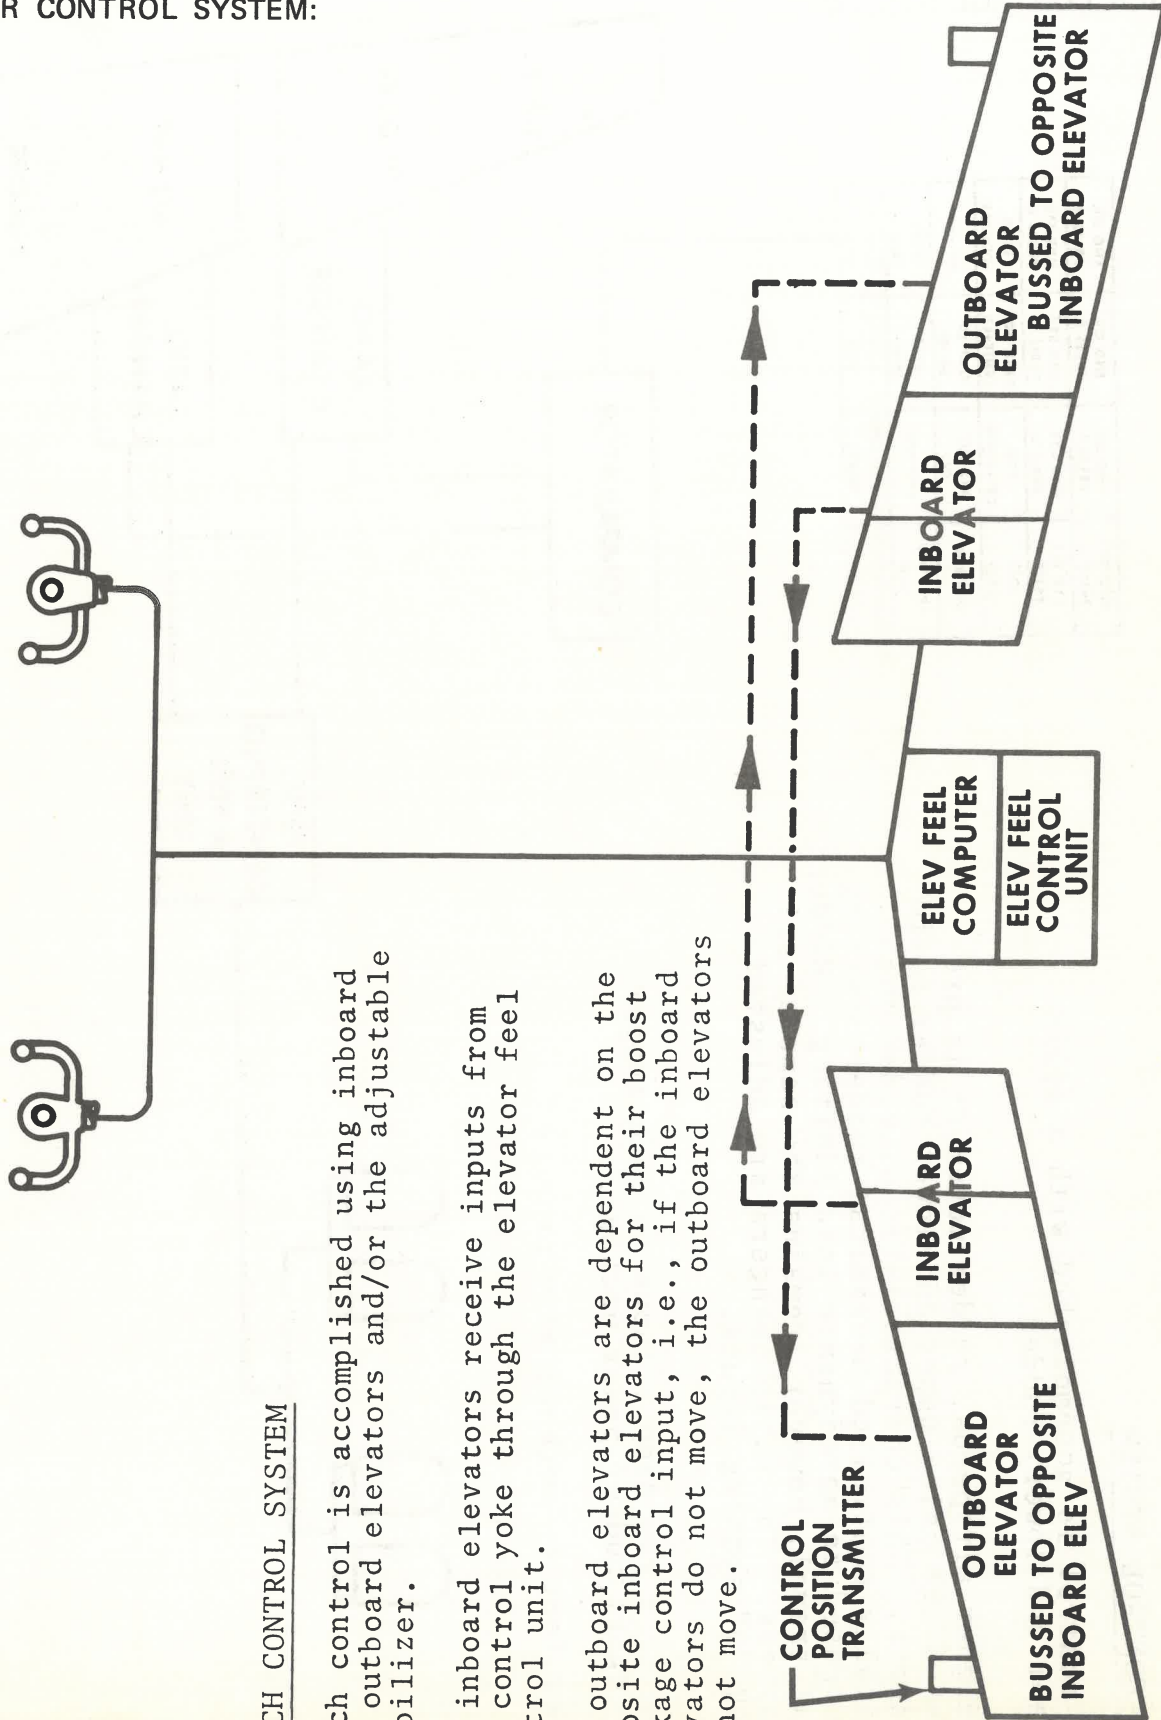 R CONTROL SYSTEM:
CH CONTROL SYSTEM
ch control is accomplished using inboard
outboard elevators and/or the adjustable
bilizer.
inboard elevators receive inputs from
control yoke through the elevator feel
trol unit.
outboard elevators are dependent on the
osite inboard elevators for their boost
kage control input, i.e., if the inboard
vators do not move, the outboard elevators
not move.
CONTROL
POSITION
TRANSMITTER
OUTBOARD
ELEVATOR
BUSSED TO OPPOSITE
INBOARD ELEV
INBOARD
ELEVATOR
ELEV FEEL
COMPUTER
ELEV FEEL
CONTROL
UNIT
INBOARD
ELEVATOR
OUTBOARD
ELEVATOR
BUSSED TO OPPOSITE
INBOARD ELEVATOR